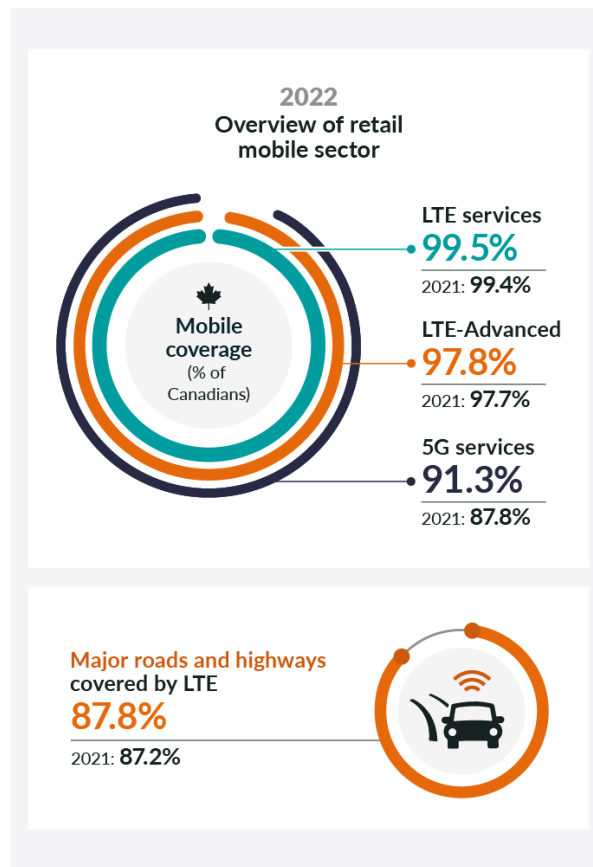 2022
Overview of retail
mobile sector
Mobile
coverage
(% of
Canadians)
LTE services
99.5%
2021: 99.4%
LTE-Advanced
97.8%
2021: 97.7%
5G services
91.3%
2021: 87.8%
Major roads and highways
covered by LTE
87.8%
2021: 87.2%